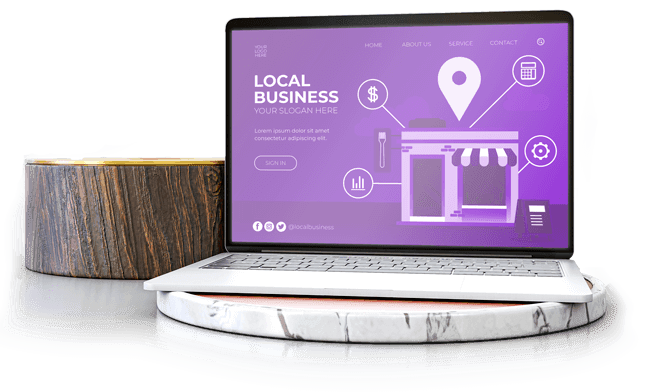 YOUR
LOGO
HERE
HOME
ABOUT US
SERVICE
CONTACT
LOCAL
BUSINESS
YOUR SLOGAN HERE
Lorem ipsum dolor sit amet
consectetur adipiscing elit.
SIGN IN
$
@localbusiness